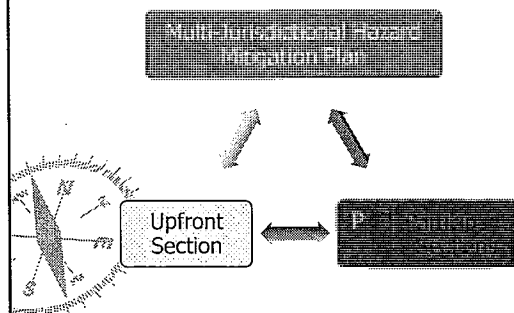 Multi-Jurisdictional Hazard
Mitigation Plan
N
E
S
Upfront
Section
P